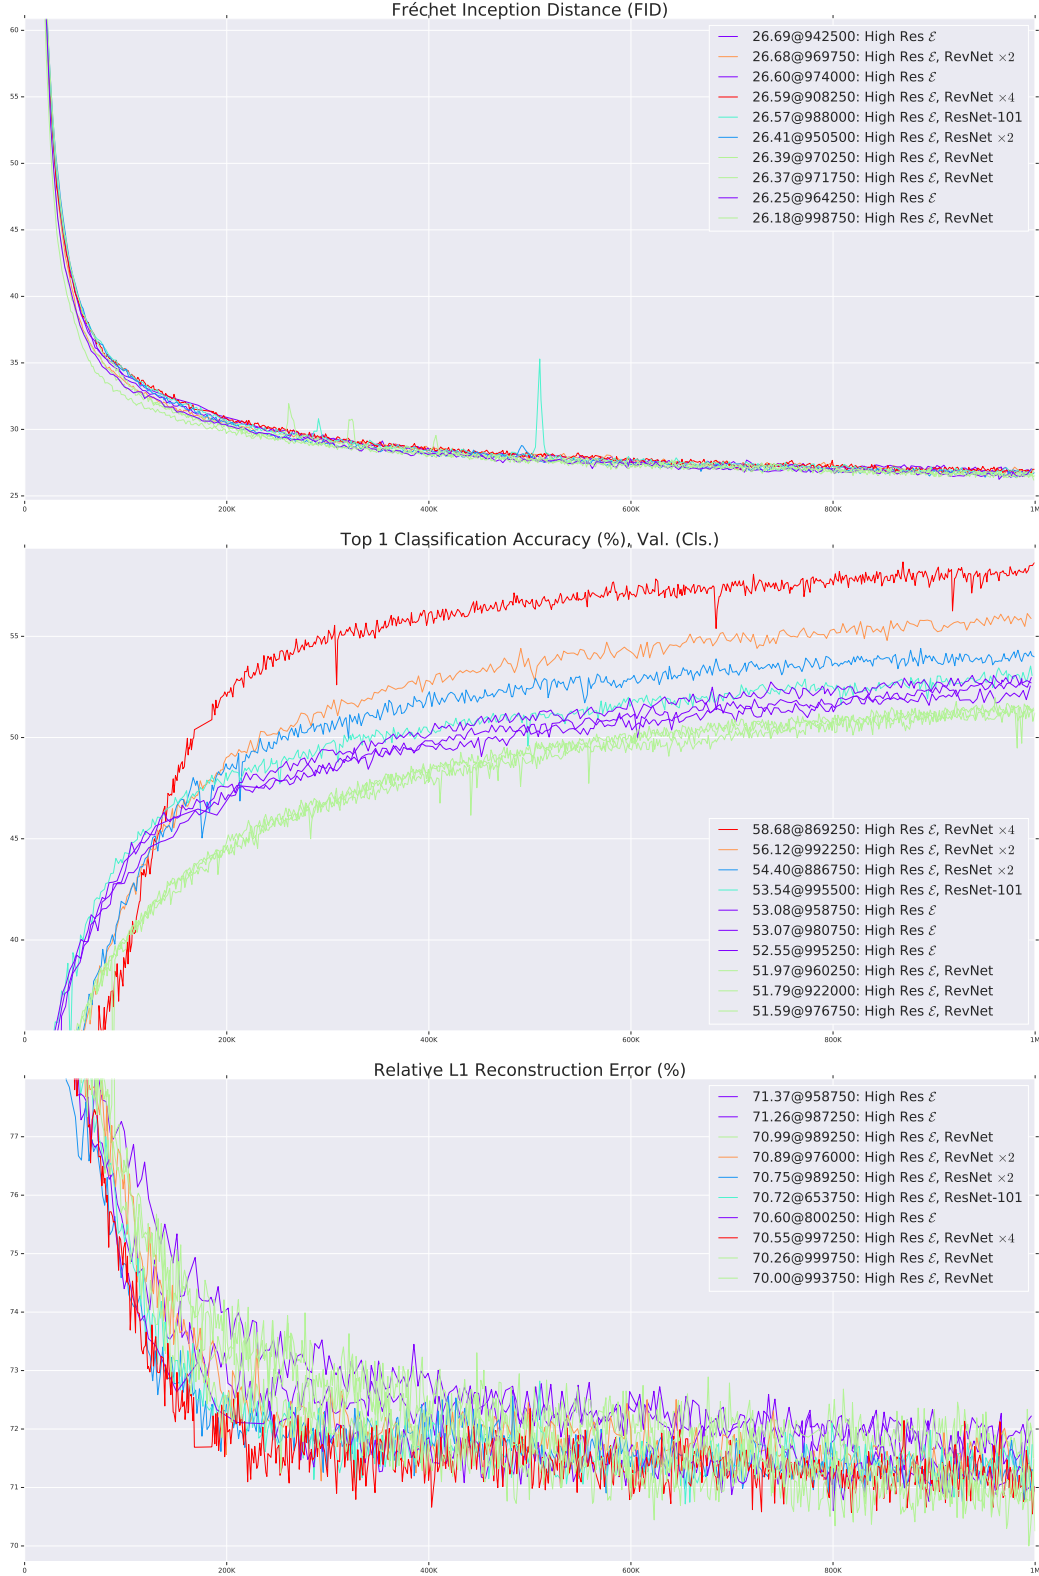 Fréchet Inception Distance (FID)
60
55
50
45
40
35
30
25
26.69@942500: High Res ℰ
26.68@969750: High Res ℰ, RevNet ×2
26.60@974000: High Res ℰ
26.59@908250: High Res ℰ, RevNet ×4
26.57@988000: High Res ℰ, ResNet-101
26.41@950500: High Res ℰ, ResNet ×2
26.39@970250: High Res ℰ, RevNet
26.37@971750: High Res ℰ, RevNet
26.25@964250: High Res ℰ
26.18@998750: High Res ℰ, RevNet
0 200K 400K 600K 800K 1M
Top 1 Classification Accuracy (%), Val. (Cls.)
55
50
45
40
58.68@869250: High Res ℰ, RevNet ×4
56.12@992250: High Res ℰ, RevNet ×2
54.40@886750: High Res ℰ, ResNet ×2
53.54@995500: High Res ℰ, ResNet-101
53.08@958750: High Res ℰ
53.07@980750: High Res ℰ
52.55@995250: High Res ℰ
51.97@960250: High Res ℰ, RevNet
51.79@922000: High Res ℰ, RevNet
51.59@976750: High Res ℰ, RevNet
0 200K 400K 600K 800K 1M
Relative L1 Reconstruction Error (%)
77
76
75
74
73
72
71
70
71.37@958750: High Res ℰ
71.26@987250: High Res ℰ
70.99@989250: High Res ℰ, RevNet
70.89@976000: High Res ℰ, RevNet ×2
70.75@989250: High Res ℰ, ResNet ×2
70.72@653750: High Res ℰ, ResNet-101
70.60@800250: High Res ℰ
70.55@997250: High Res ℰ, RevNet ×4
70.26@999750: High Res ℰ, RevNet
70.00@993750: High Res ℰ, RevNet
0 200K 400K 600K 800K 1M